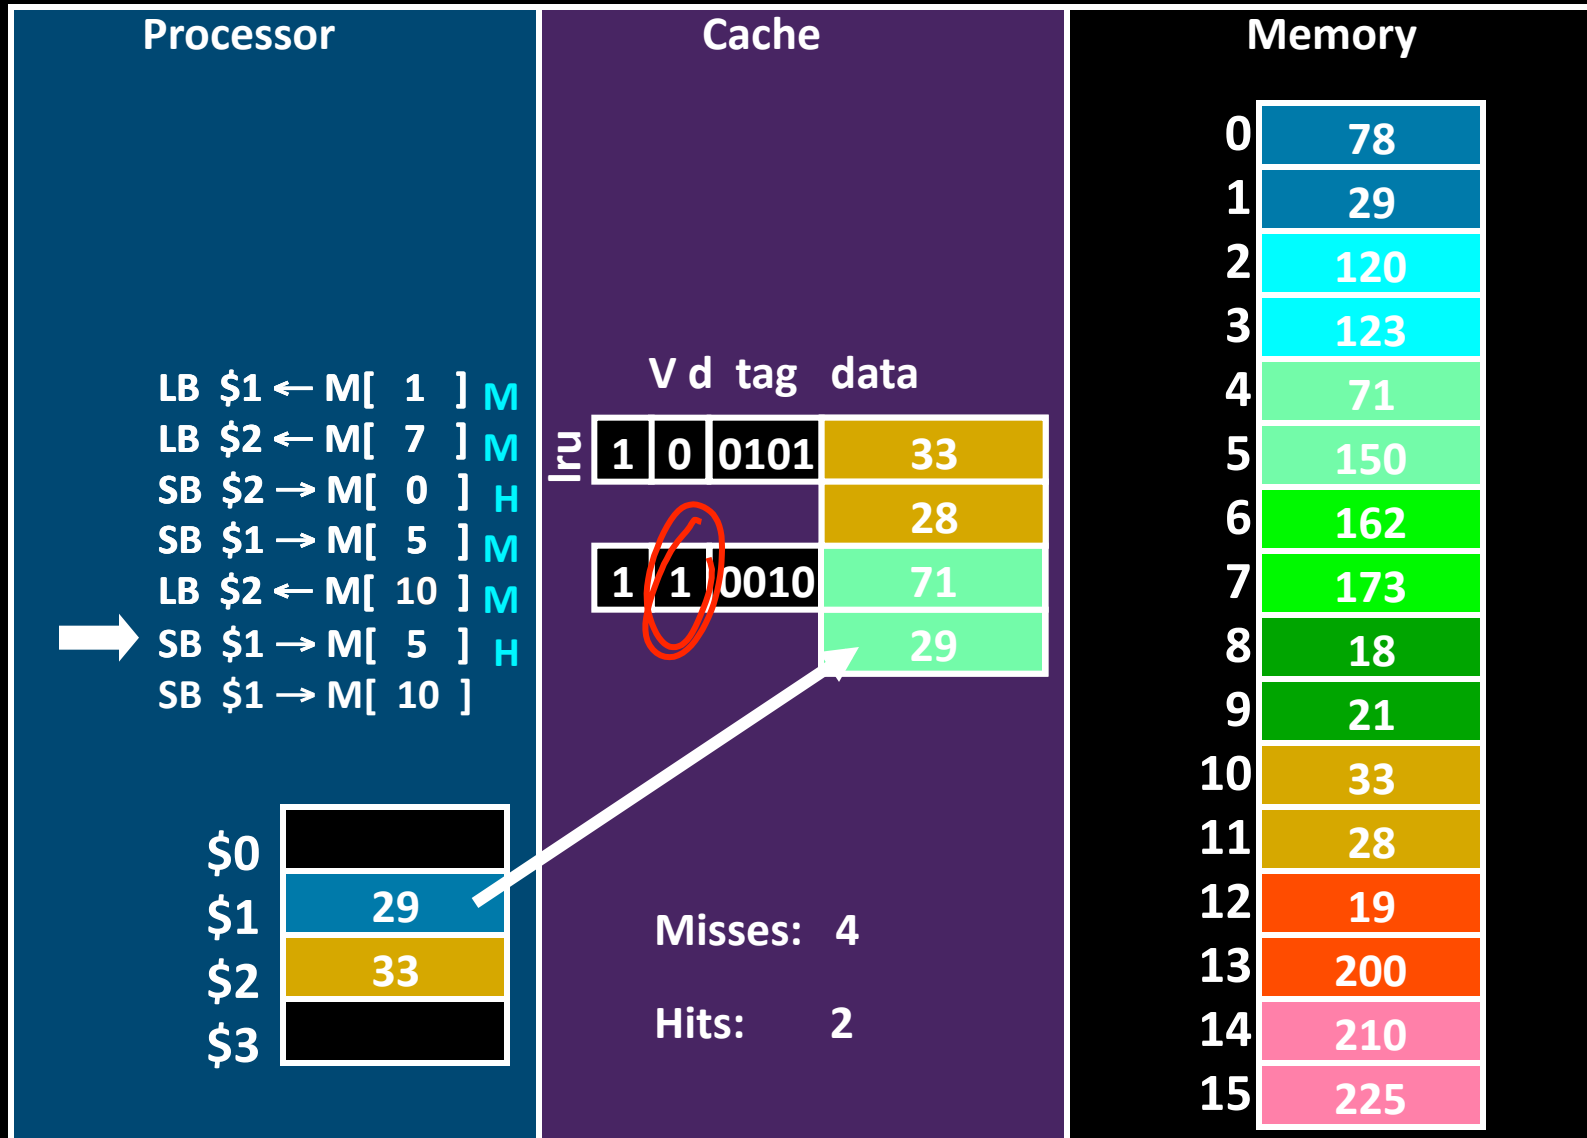 Processor
LB $1 ← M[ 1 ] M
LB $2 ← M[ 7 ] M
SB $2 → M[ 0 ] H
SB $1 → M[ 5 ] M
LB $2 ← M[ 10 ] M
SB $1 → M[ 5 ] H
SB $1 → M[ 10 ]
$0
$1 29
$2 33
$3
Cache
V d tag data
lru 1 0 0101 33
28
1 1 0010 71
29
Misses: 4
Hits: 2
Memory
0 78
1 29
2 120
3 123
4 71
5 150
6 162
7 173
8 18
9 21
10 33
11 28
12 19
13 200
14 210
15 225